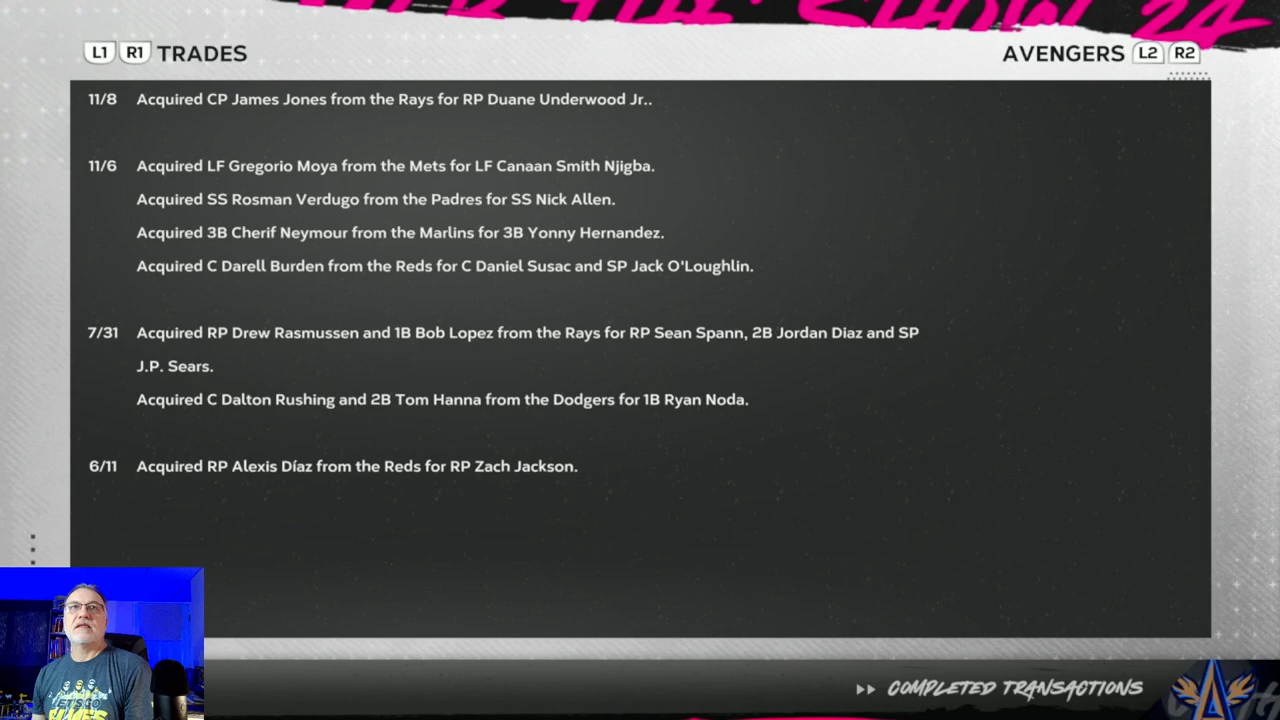 THE SHOW 24
L1 R1 TRADES
AVENGERS L2 R2
11/8 Acquired CP James Jones from the Rays for RP Duane Underwood Jr..
11/6 Acquired LF Gregorio Moya from the Mets for LF Canaan Smith Njigba.
Acquired SS Rosman Verdugo from the Padres for SS Nick Allen.
Acquired 3B Cherif Neymour from the Marlins for 3B Yonny Hernandez.
Acquired C Darell Burden from the Reds for C Daniel Susac and SP Jack O'Loughlin.
7/31 Acquired RP Drew Rasmussen and 1B Bob Lopez from the Rays for RP Sean Spann, 2B Jordan Diaz and SP
J.P. Sears.
Acquired C Dalton Rushing and 2B Tom Hanna from the Dodgers for 1B Ryan Noda.
6/11 Acquired RP Alexis Díaz from the Reds for RP Zach Jackson.
LET'S GO
COMPLETED TRANSACTIONS